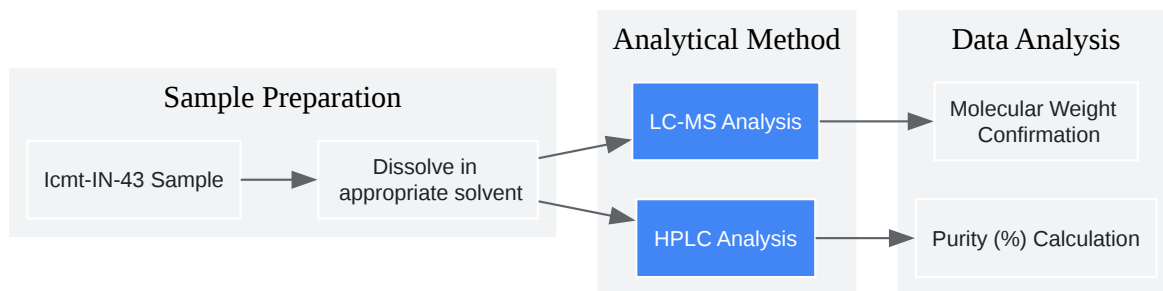 Sample Preparation
Icmt-IN-43 Sample
Dissolve in
appropriate solvent
Analytical Method
LC-MS Analysis
HPLC Analysis
Data Analysis
Molecular Weight
Confirmation
Purity (%) Calculation